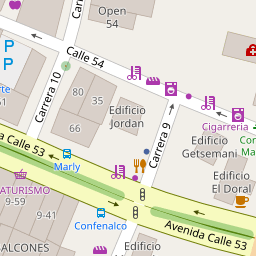 Open
54
P
P
Calle 54
Carrera 10
80
35
66
Edificio
Jordan
Carrera 9
Cigarreria
Edificio
Getsemani
Calle 53
Marly
Edificio
El Doral
9-59
9-41
Confenalco
Avenida Calle 53
BALCONES
Edificio